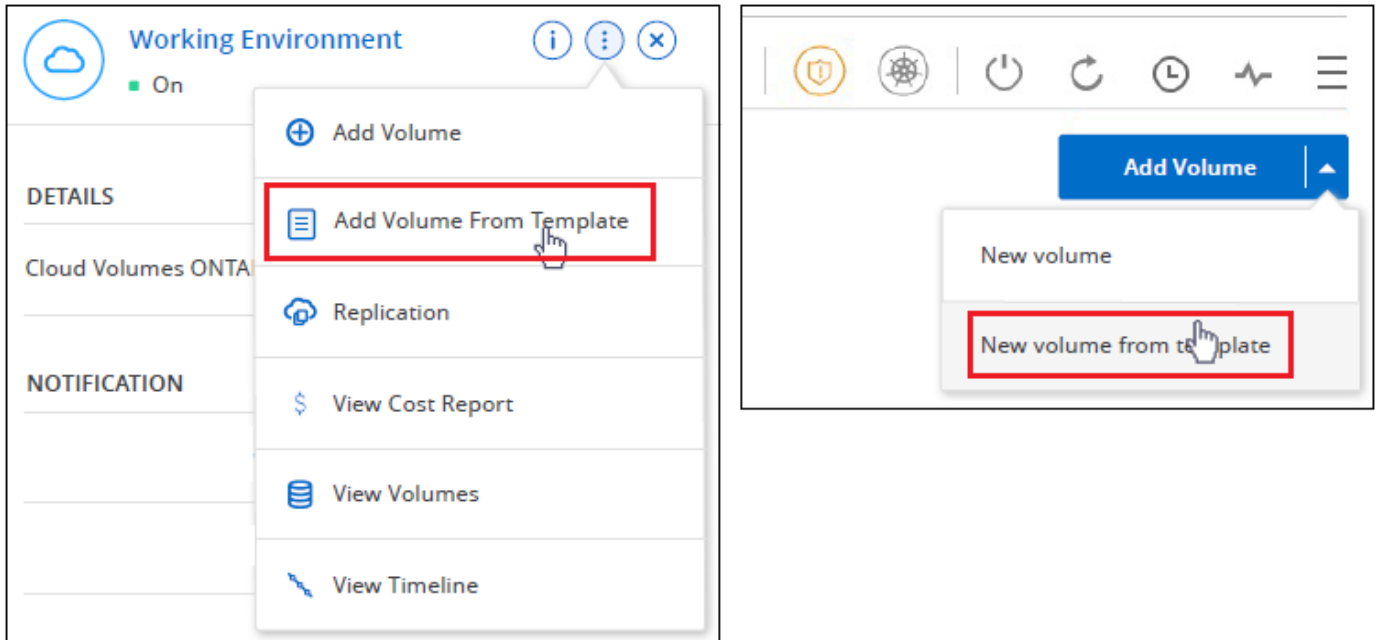 Working Environment
On
Add Volume
DETAILS
Add Volume From Template
Cloud Volumes
Replication
NOTIFICATION
View Cost Report
View Volumes
View Timeline
Add Volume
New volume
New volume from template